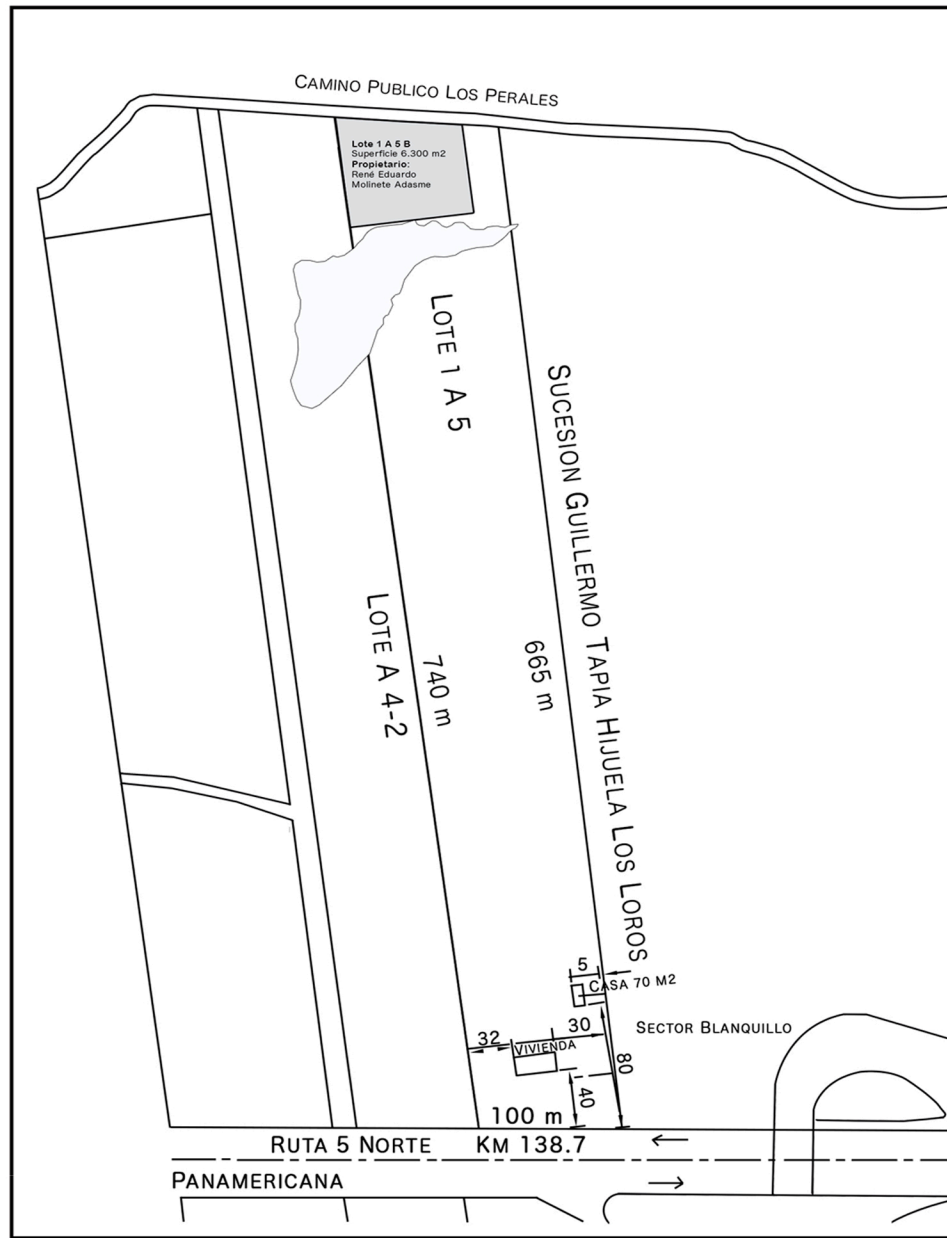 CAMINO PUBLICO LOS PERALES
Lote 1 A 5 B
Superficie 6.300 m2
Propietario:
René Eduardo
Molinete Adasme
LOTE 1 A 5
SUCESION GUILLERMO TAPIA HIJUELA LOS LOROS
LOTE A 4-2
740 m
665 m
5
CASA 70 M2
SECTOR BLANQUILLO
32
30
VIVIENDA
80
40
100 m
RUTA 5 NORTE KM 138.7
PANAMERICANA